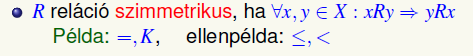 R reláció szimmetrikus, ha ∀x, y ∈ X : xRy ⇒ yRx
Példa: =, K, ellenpélda: ≤, <